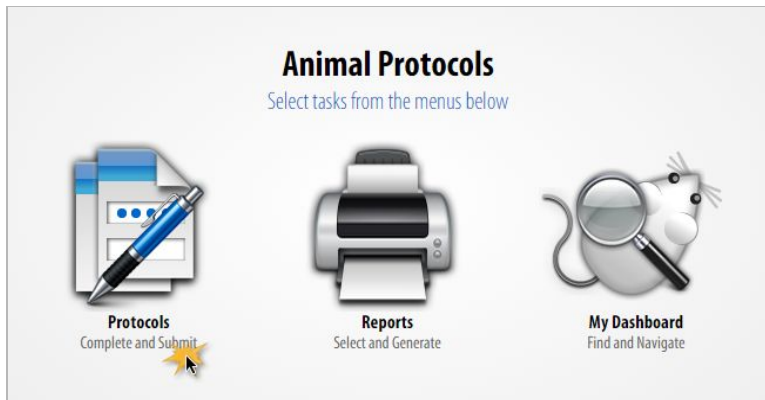 Animal Protocols
Select tasks from the menus below
Protocols
Complete and Submit
Reports
Select and Generate
My Dashboard
Find and Navigate